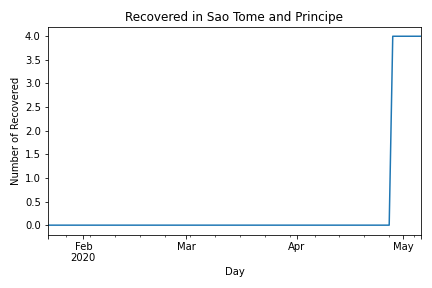 Recovered in Sao Tome and Principe
4.0
3.5
3.0
2.5
2.0
1.5
1.0
0.5
0.0
Number of Recovered
Feb
2020
Mar
Apr
May
Day